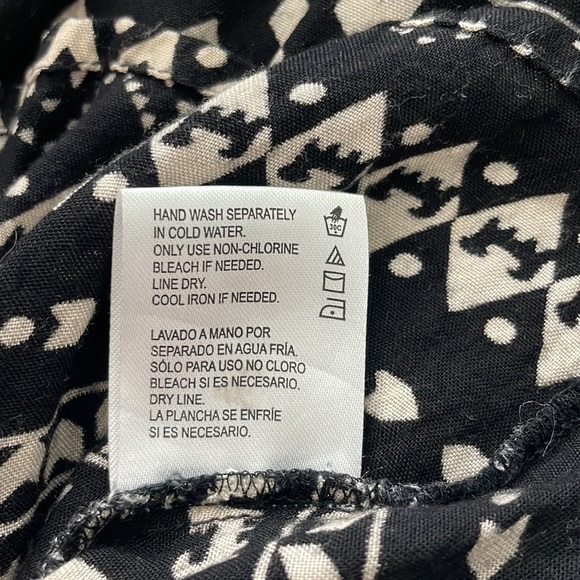 HAND WASH SEPARATELY
IN COLD WATER.
ONLY USE NON-CHLORINE
BLEACH IF NEEDED.
LINE DRY.
COOL IRON IF NEEDED.
30C
LAVADO A MANO POR
SEPARADO EN AGUA FRÍA.
SÓLO PARA USO NO CLORO
BLEACH SI ES NECESARIO.
DRY LINE.
LA PLANCHA SE ENFRÍE
SI ES NECESARIO.